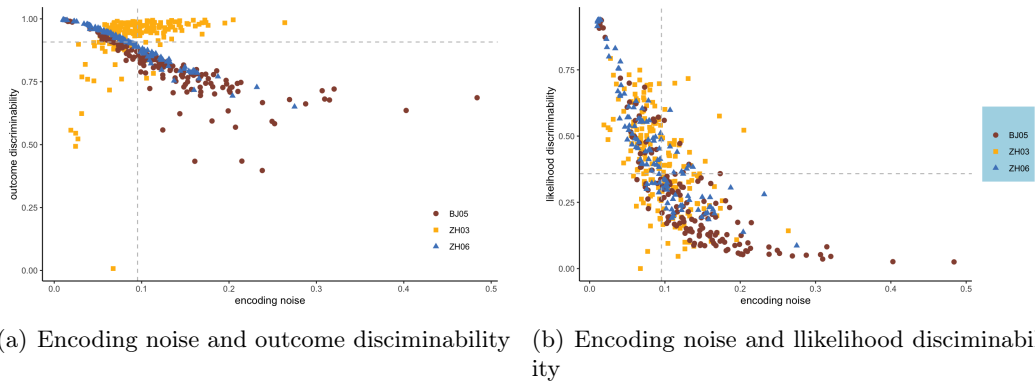 1.00
0.75
0.50
0.25
0.00
outcome discriminability
BJ05
ZH03
ZH06
0.0 0.1 0.2 0.3 0.4 0.5
encoding noise
0.75
0.50
0.25
0.00
likelihood discriminability
0.0 0.1 0.2 0.3 0.4 0.5
encoding noise
BJ05
ZH03
ZH06
a) Encoding noise and outcome disciminability
(b) Encoding noise and llikelihood disciminabi
ity